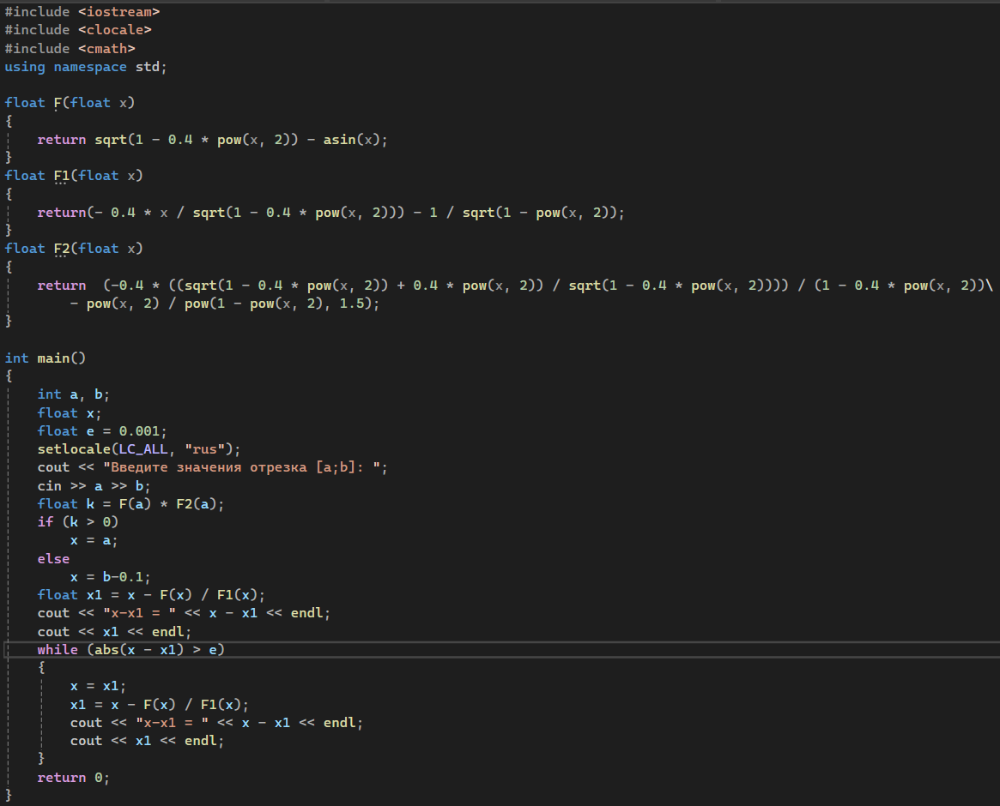 #include <iostream>
#include <clocale>
#include <cmath>
using namespace std;

float F(float x)
{
    return sqrt(1 - 0.4 * pow(x, 2)) - asin(x);
}
float F1(float x)
{
    return(- 0.4 * x / sqrt(1 - 0.4 * pow(x, 2))) - 1 / sqrt(1 - pow(x, 2));
}
float F2(float x)
{
    return  (-0.4 * ((sqrt(1 - 0.4 * pow(x, 2)) + 0.4 * pow(x, 2)) / sqrt(1 - 0.4 * pow(x, 2)))) / (1 - 0.4 * pow(x, 2))\
        - pow(x, 2) / pow(1 - pow(x, 2), 1.5);
}

int main()
{
    int a, b;
    float x;
    float e = 0.001;
    setlocale(LC_ALL, "rus");
    cout << "Введите значения отрезка [a;b]: ";
    cin >> a >> b;
    float k = F(a) * F2(a);
    if (k > 0)
        x = a;
    else
        x = b-0.1;
    float x1 = x - F(x) / F1(x);
    cout << "x-x1 = " << x - x1 << endl;
    cout << x1 << endl;
    while (abs(x - x1) > e)
    {
        x = x1;
        x1 = x - F(x) / F1(x);
        cout << "x-x1 = " << x - x1 << endl;
        cout << x1 << endl;
    }
    return 0;
}